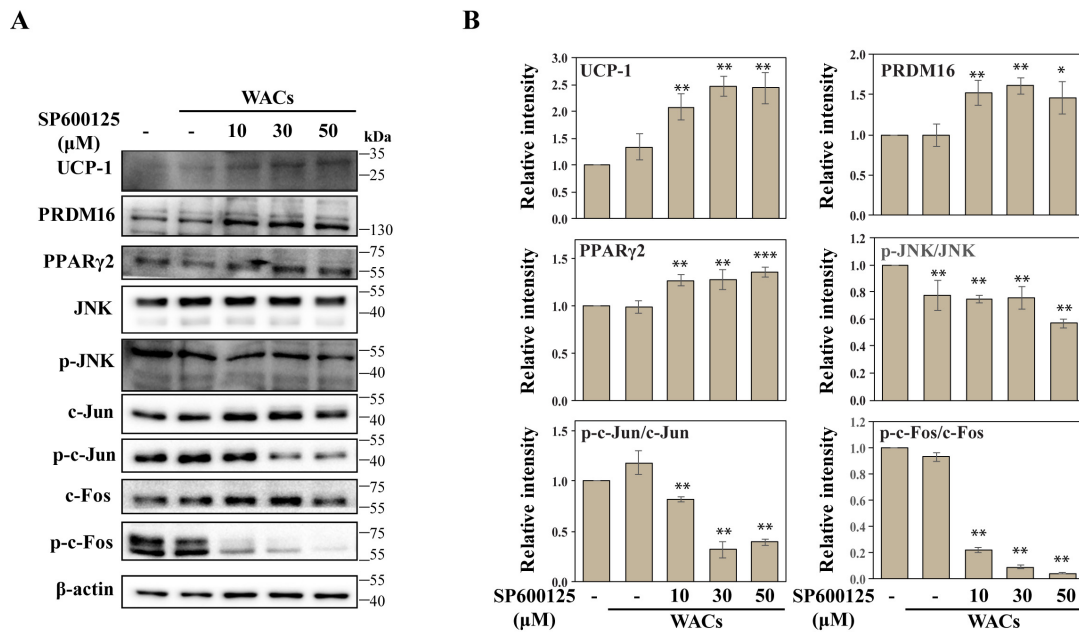 A
WACs
SP600125
(μM)
- - 10 30 50 kDa
UCP-1
35
25
PRDM16
130
PPARγ2
75
55
JNK
55
40
p-JNK
55
40
c-Jun
55
40
p-c-Jun
55
40
c-Fos
75
55
p-c-Fos
75
55
β-actin
55
40
B
Relative intensity
3.0
2.5
2.0
1.5
1.0
0.5
0.0
UCP-1
** ** **
Relative intensity
2.0
1.5
1.0
0.5
0.0
PRDM16
** ** *
Relative intensity
1.5
1.0
0.5
0.0
PPARγ2
** ** ***
Relative intensity
1.2
1.0
0.8
0.6
0.4
0.2
0.0
p-JNK/JNK
** ** ** **
Relative intensity
1.5
1.0
0.5
0.0
p-c-Jun/c-Jun
** ** **
Relative intensity
1.2
1.0
0.8
0.6
0.4
0.2
0.0
p-c-Fos/c-Fos
** ** **
SP600125
(μM)
- - 10 30 50
WACs
SP600125
(μM)
- - 10 30 50
WACs